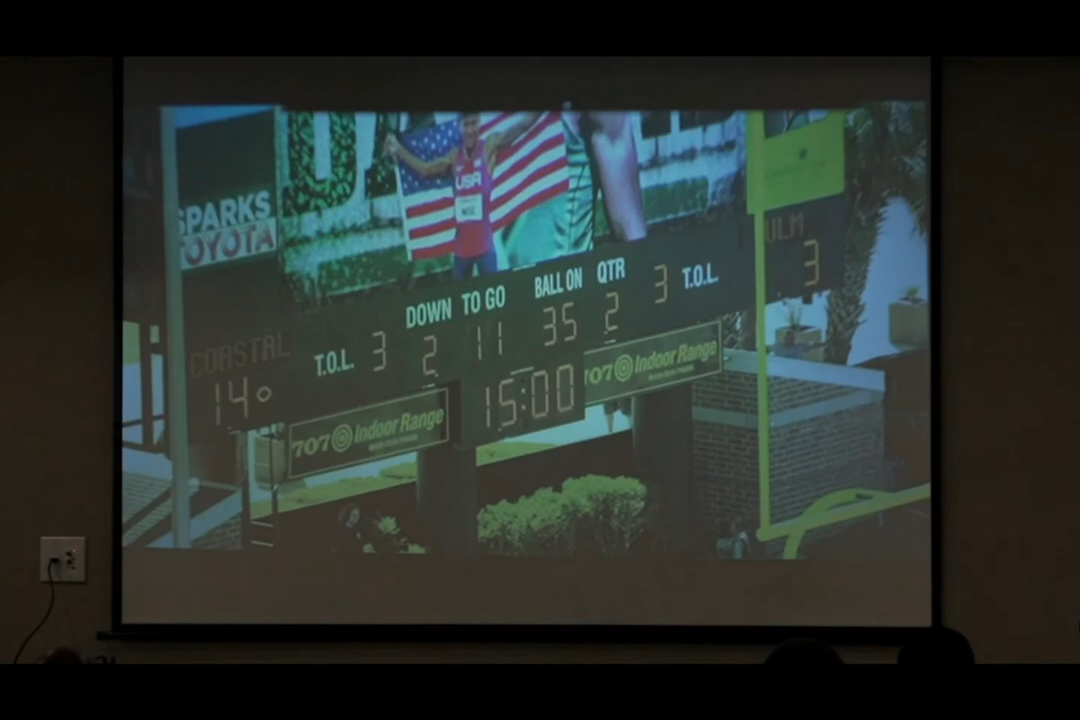 SPARKS
TOYOTA
USA
DOWN TO GO BALL ON QTR
COASTAL T.O.L. 3 2 11 35 2 3 T.O.L. ULM
14 15:00 3
707 Indoor Range
707 Indoor Range